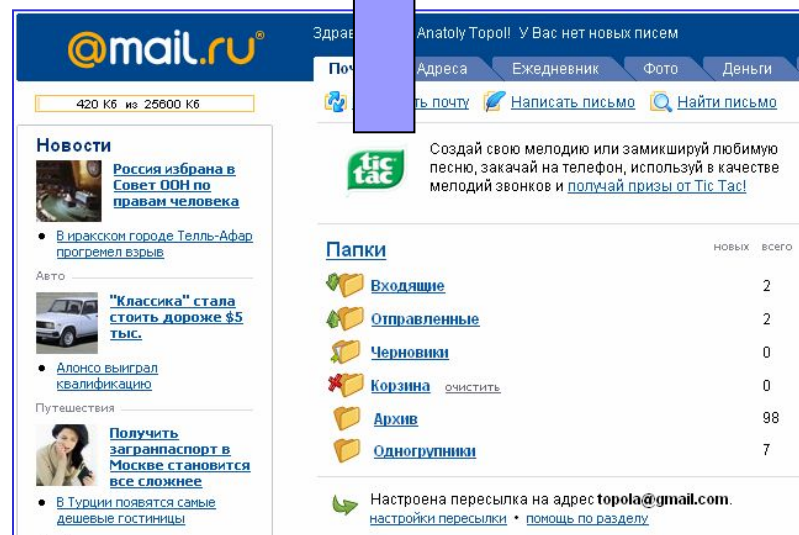 @mail.ru®
Anatoly Topol! У Вас нет новых писем
Адреса Ежедневник Фото Деньги
420 Кб из 25600 Кб
почту Написать письмо Найти письмо
Новости
Россия избрана в
Совет ООН по
правам человека
В иракском городе Телль-Афар
прогремел взрыв
Авто
"Классика" стала
стоить дороже $5
тыс.
Алонсо выиграл
квалификацию
Путешествия
Получить
загранпаспорт в
Москве становится
все сложнее
В Турции появятся самые
дешевые гостиницы
tic
tac
Создай свою мелодию или замикшируй любимую
песню, закачай на телефон, используй в качестве
мелодий звонков и получай призы от Tic Tac!
Папки новых всего
Входящие 2
Отправленные 2
Черновики 0
Корзина очистить 0
Архив 98
Одногрупники 7
Настроена пересылка на адрес topola@gmail.com.
настройки пересылки • помощь по разделу